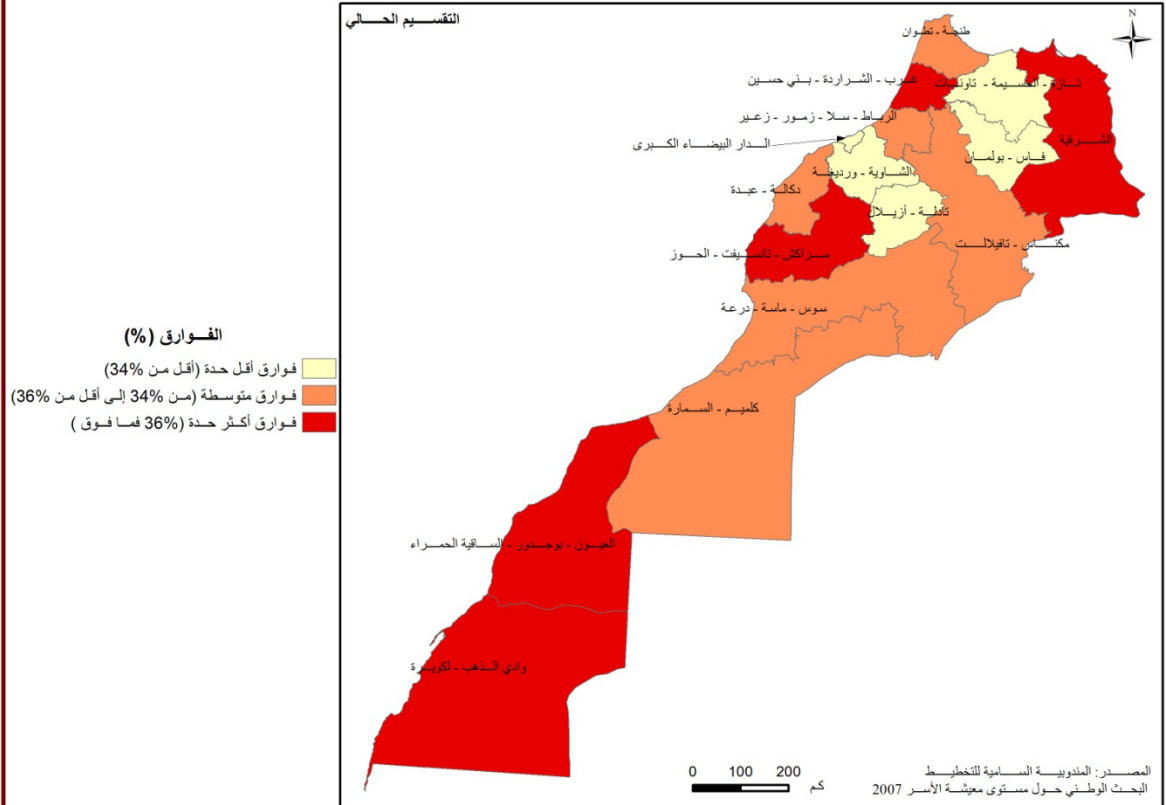 التقسيم الحالي
N
طنجة - تطوان
غرب - الشراردة - بني حسين
تازة - الحسيمة - تاونات
الرباط - سلا - زمور - زعير
الدار البيضاء الكبرى
الشرقية
فاس - بولمان
الشاوية - ورديغة
دكالة - عبدة
تادلة - أزيلال
مكناس - تافيلالت
مراكش - تانسيفت - الحوز
سوس - ماسة - درعة
كلميم - السمارة
العيون - بوجدور - الساقية الحمراء
وادي الذهب - لكويرة
الفوارق (%)
فوارق أقل حدة (أقل من 34%)
فوارق متوسطة (من 34% إلى أقل من 36%)
فوارق أكثر حدة (36% فما فوق )
0 100 200 كم
المصدر: المندوبية السامية للتخطيط
البحث الوطني حول مستوى معيشة الأسر 2007